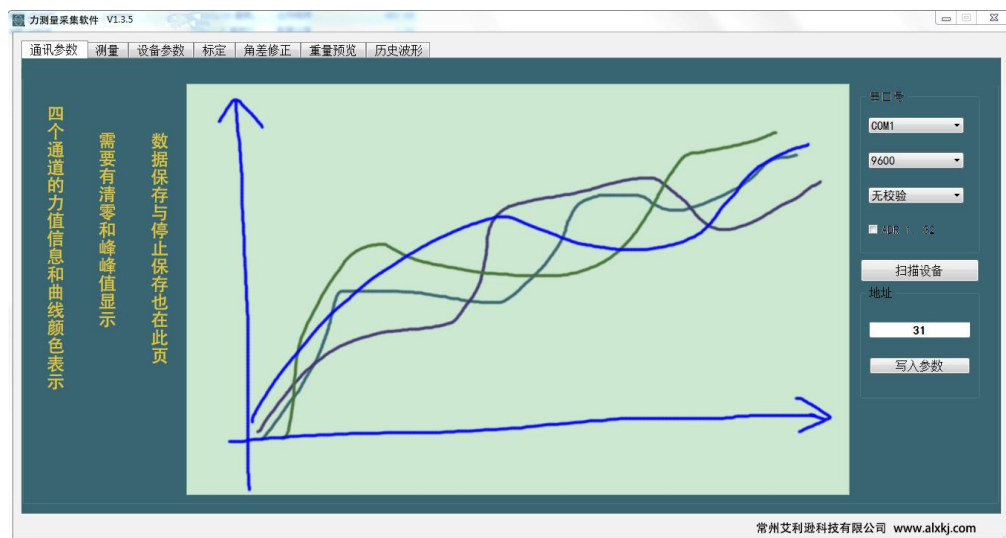 力测量采集软件 V1.3.5
通讯参数 测量 设备参数 标定 角差修正 重量预览 历史波形
四个通道的力值信息和曲线颜色表示
需要有清零和峰峰值显示
数据保存与停止保存也在此页
串口号
COM1
9600
无校验
扫描设备
地址
31
写入参数
常州艾利逊科技有限公司 www.alxkj.com